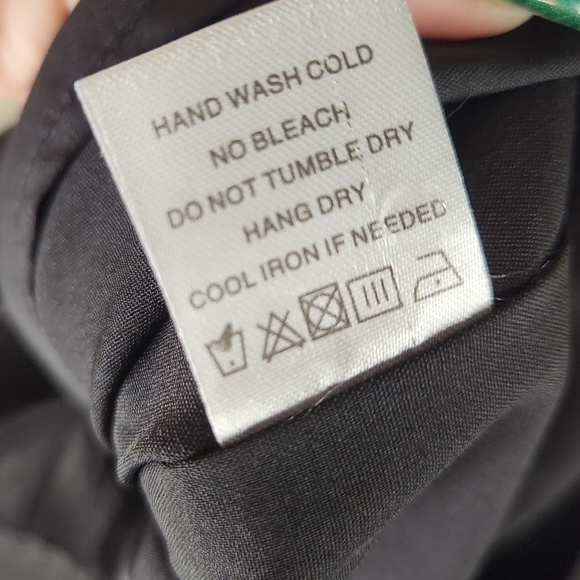 HAND WASH COLD
NO BLEACH
DO NOT TUMBLE DRY
HANG DRY
COOL IRON IF NEEDED